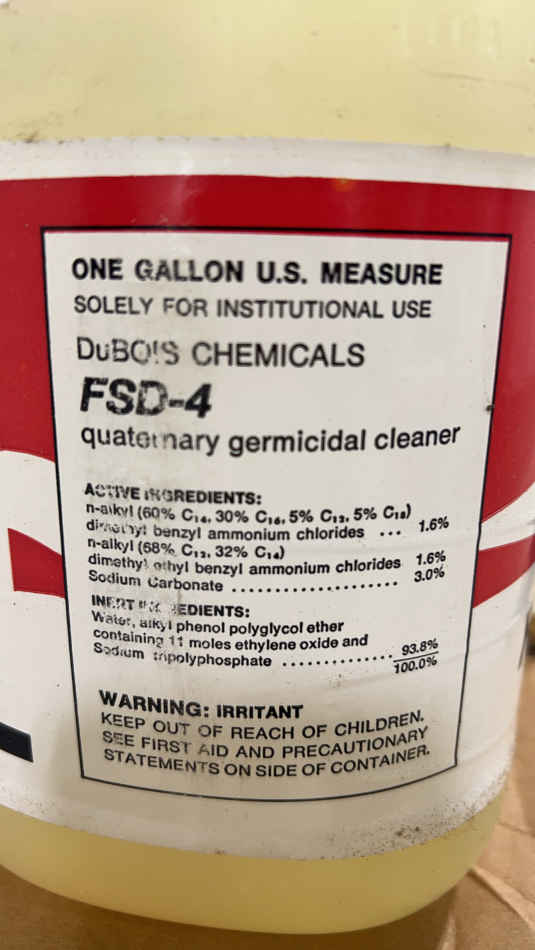 ONE GALLON U.S. MEASURE
SOLELY FOR INSTITUTIONAL USE
DuBOIS CHEMICALS
FSD-4
quaternary germicidal cleaner
ACTIVE INGREDIENTS:
n-alkyl (60% C₁₄, 30% C₁₆, 5% C₁₂, 5% C₁₈)
dimethyl benzyl ammonium chlorides ... 1.6%
n-alkyl (68% C₁₂, 32% C₁₄)
dimethyl ethyl benzyl ammonium chlorides 1.6%
Sodium Carbonate .................... 3.0%
INERT INGREDIENTS:
Water, alkyl phenol polyglycol ether
containing 11 moles ethylene oxide and
Sodium tripolyphosphate ............. 93.8%
100.0%
WARNING: IRRITANT
KEEP OUT OF REACH OF CHILDREN.
SEE FIRST AID AND PRECAUTIONARY
STATEMENTS ON SIDE OF CONTAINER.